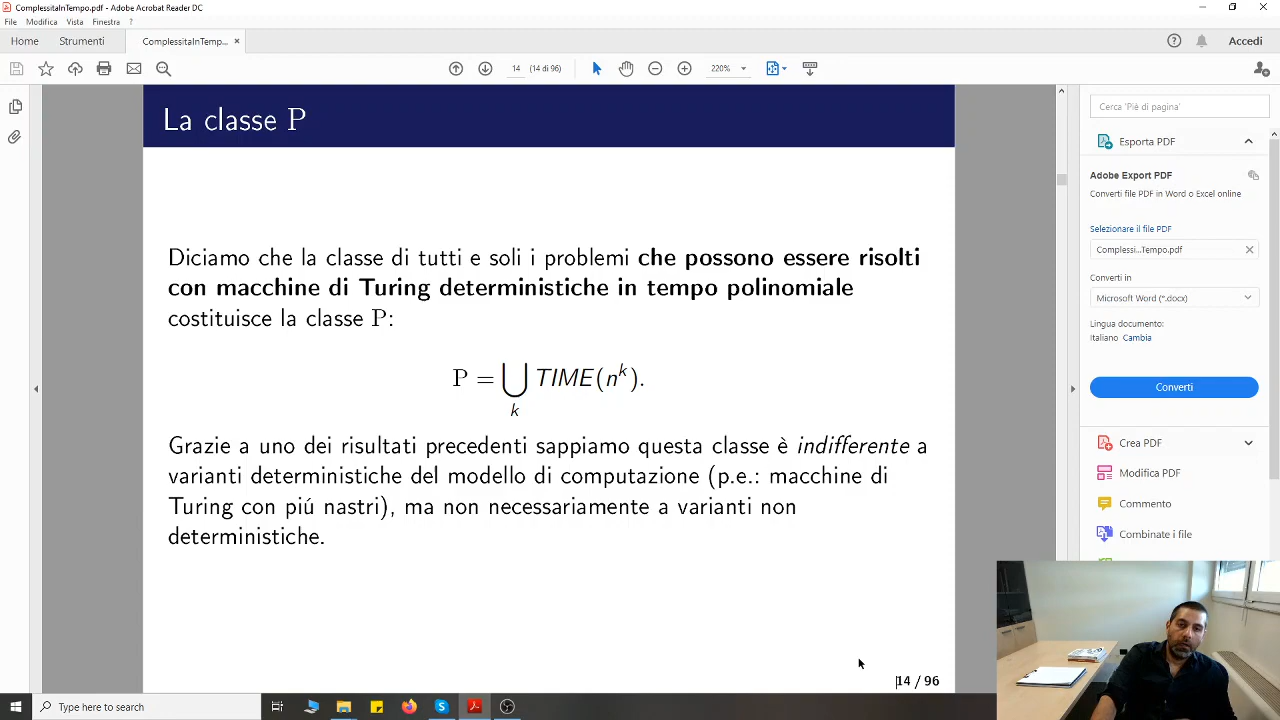 ComplessitaInTempo.pdf - Adobe Acrobat Reader DC
File Modifica Vista Finestra ?
Home Strumenti ComplessitaInTemp... × Accedi
14 (14 di 96) 220%
La classe P
Diciamo che la classe di tutti e soli i problemi che possono essere risolti
con macchine di Turing deterministiche in tempo polinomiale
costituisce la classe P:
P = ⋃ TIME(n^k).
k
Grazie a uno dei risultati precedenti sappiamo questa classe è indifferente a
varianti deterministiche del modello di computazione (p.e.: macchine di
Turing con piú nastri), ma non necessariamente a varianti non
deterministiche.
14 / 96
Cerca 'Piè di pagina'
Esporta PDF
Adobe Export PDF
Converti file PDF in Word o Excel online
Selezionare il file PDF
Complessi...Tempo.pdf
Converti in
Microsoft Word (*.docx)
Lingua documento:
Italiano Cambia
Converti
Crea PDF
Modifica PDF
Commento
Combinate i file
Type here to search